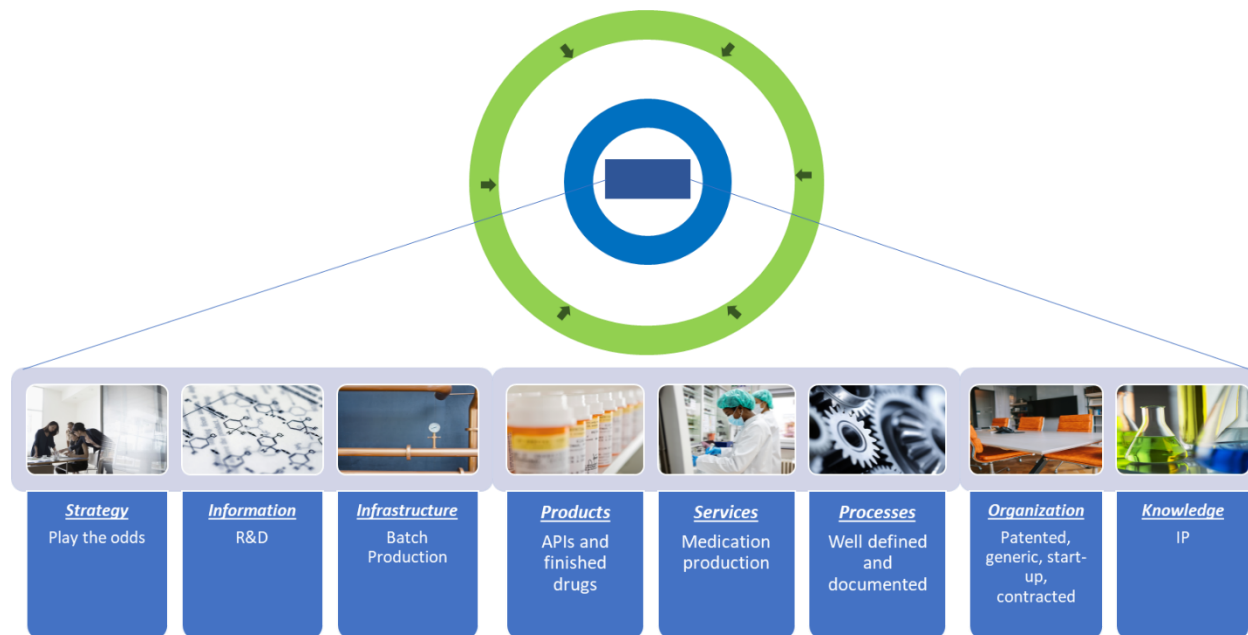 Strategy
Play the odds
Information
R&D
Infrastructure
Batch
Production
Products
APIs and
finished
drugs
Services
Medication
production
Processes
Well defined
and
documented
Organization
Patented,
generic, start-
up,
contracted
Knowledge
IP